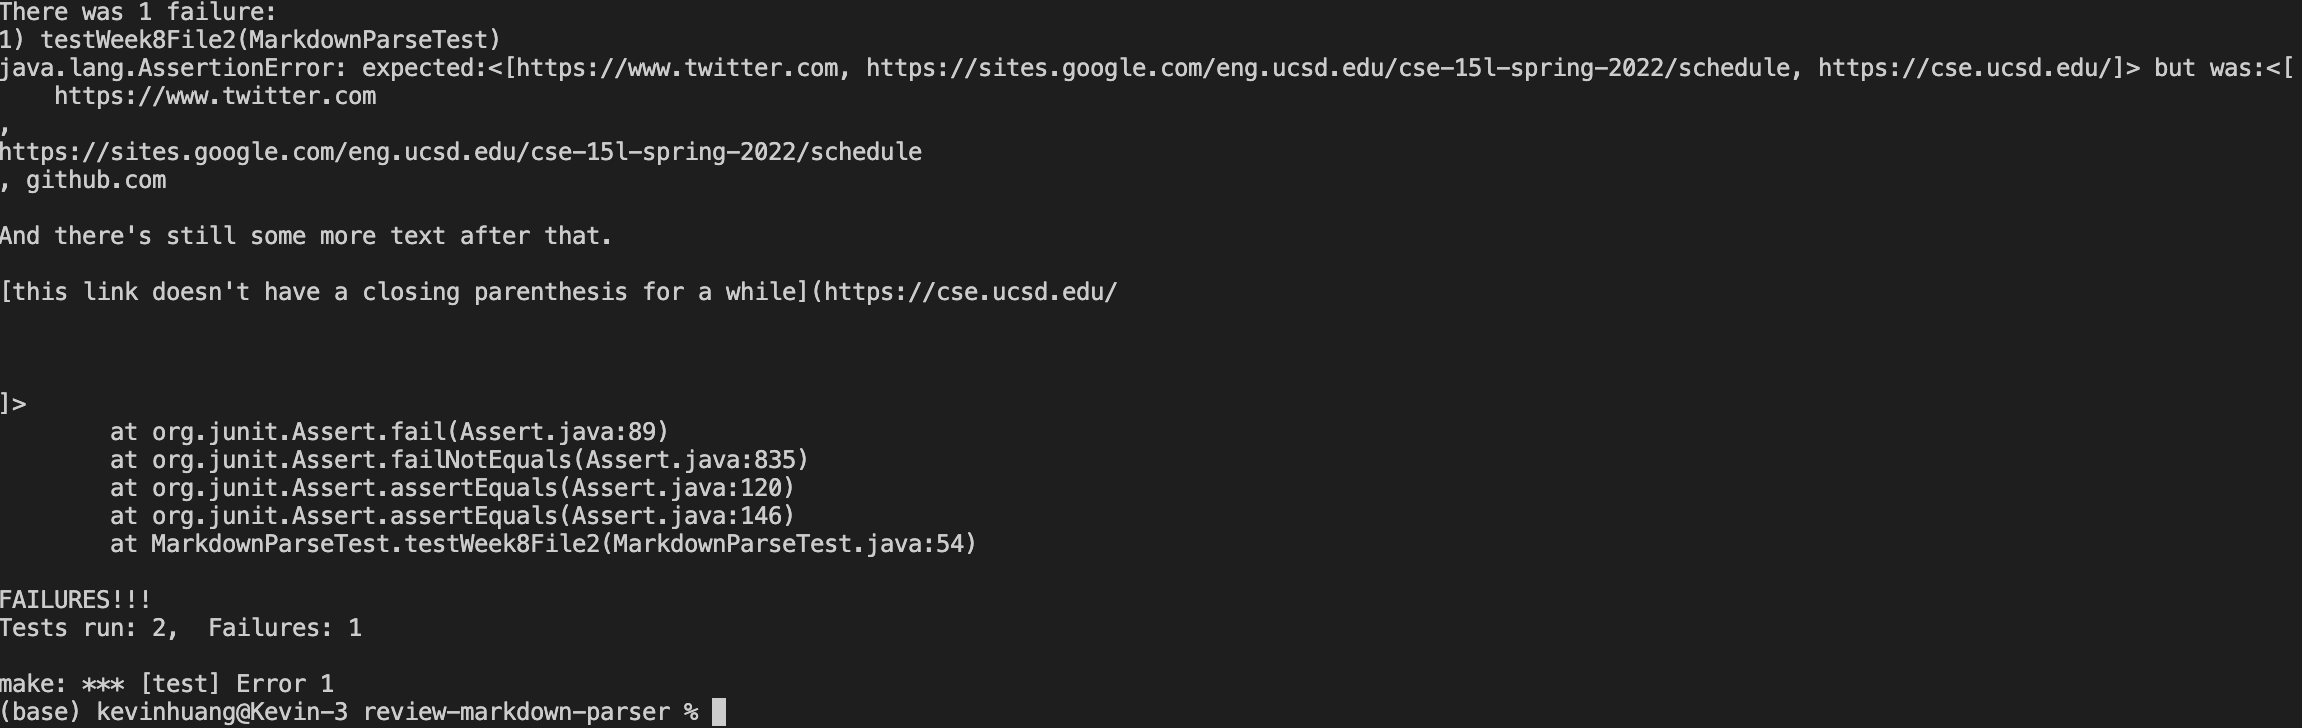 There was 1 failure:
1) testWeek8File2(MarkdownParseTest)
java.lang.AssertionError: expected:<[https://www.twitter.com, https://sites.google.com/eng.ucsd.edu/cse-15l-spring-2022/schedule, https://cse.ucsd.edu/]> but was:<[
    https://www.twitter.com
,
https://sites.google.com/eng.ucsd.edu/cse-15l-spring-2022/schedule
, github.com

And there's still some more text after that.

[this link doesn't have a closing parenthesis for a while](https://cse.ucsd.edu/



]>
        at org.junit.Assert.fail(Assert.java:89)
        at org.junit.Assert.failNotEquals(Assert.java:835)
        at org.junit.Assert.assertEquals(Assert.java:120)
        at org.junit.Assert.assertEquals(Assert.java:146)
        at MarkdownParseTest.testWeek8File2(MarkdownParseTest.java:54)

FAILURES!!!
Tests run: 2,  Failures: 1

make: *** [test] Error 1
(base) kevinhuang@Kevin-3 review-markdown-parser %